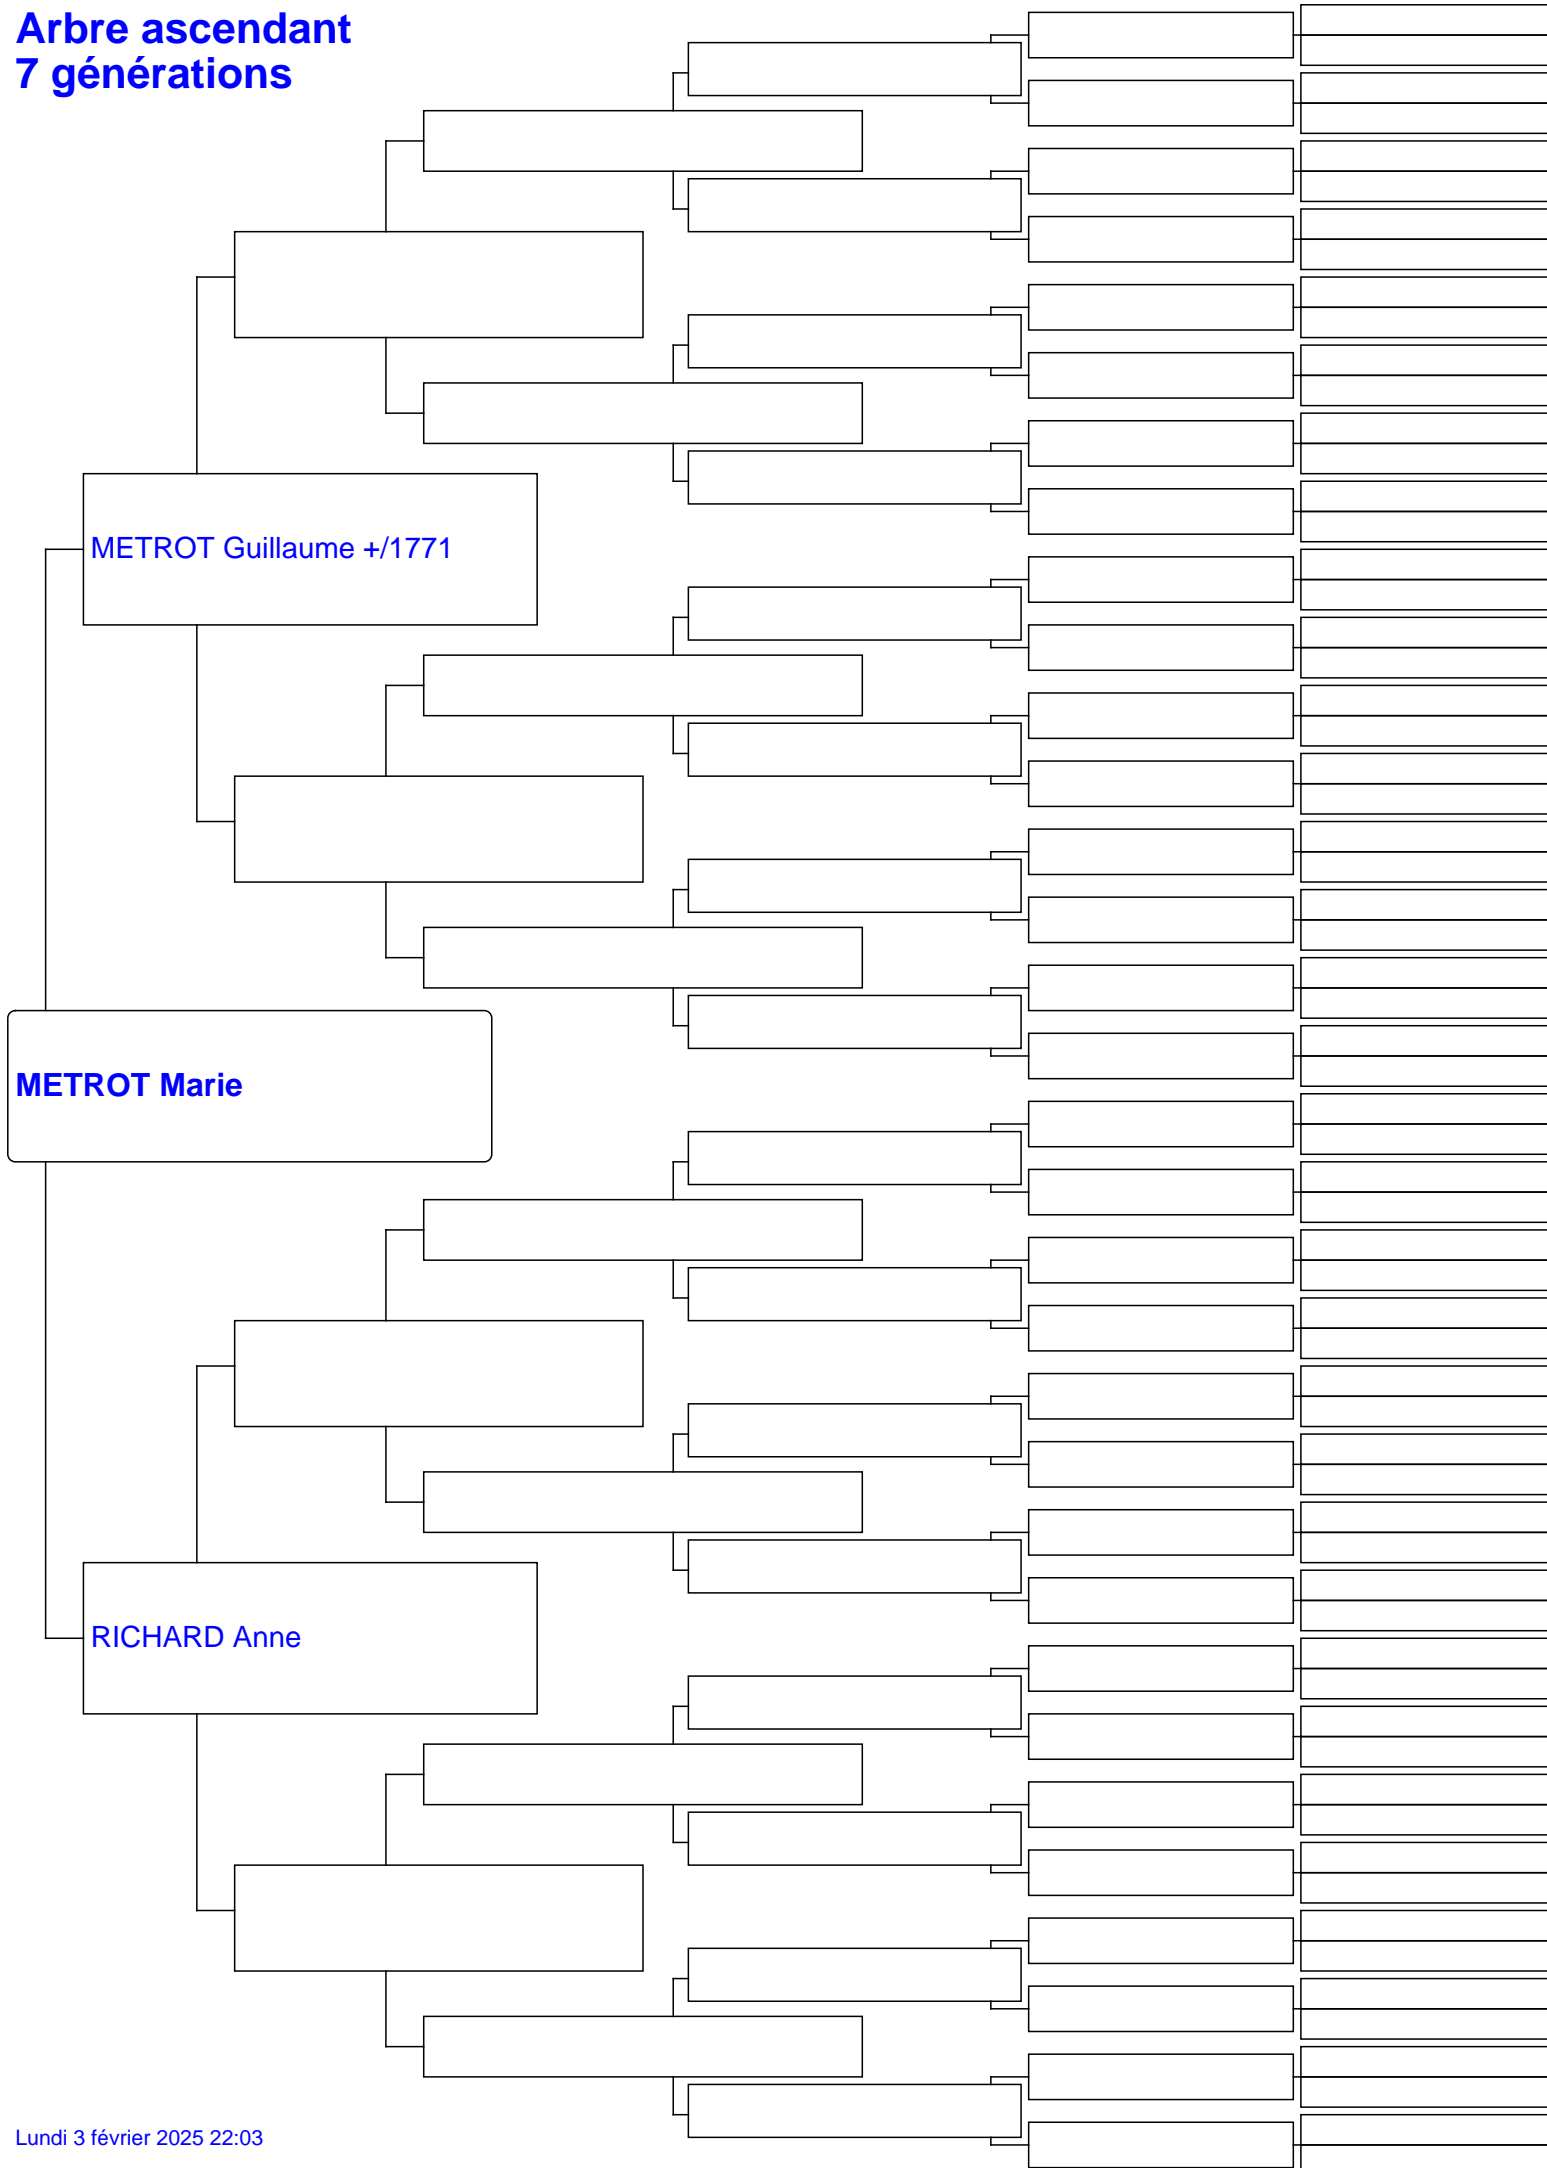 Arbre ascendant
7 générations
METROT Guillaume +/1771
METROT Marie
RICHARD Anne
Lundi 3 février 2025 22:03